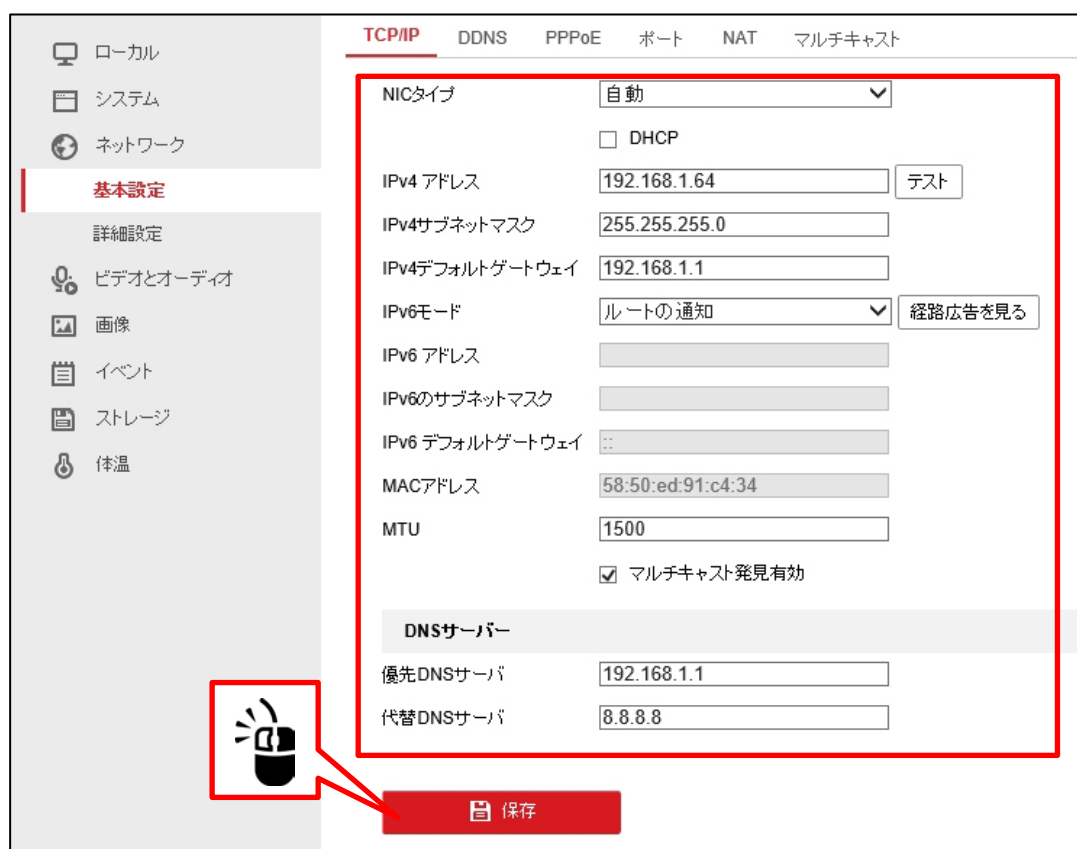 TCP/IP DDNS PPPoE ポート NAT マルチキャスト
ローカル
システム
ネットワーク
基本設定
詳細設定
ビデオとオーディオ
画像
イベント
ストレージ
体温
NICタイプ 自動
DHCP
IPv4 アドレス 192.168.1.64 テスト
IPv4サブネットマスク 255.255.255.0
IPv4デフォルトゲートウェイ 192.168.1.1
IPv6モード ルートの通知 経路広告を見る
IPv6 アドレス
IPv6のサブネットマスク
IPv6 デフォルトゲートウェイ ::
MACアドレス 58:50:ed:91:c4:34
MTU 1500
マルチキャスト発見有効
DNSサーバー
優先DNSサーバ 192.168.1.1
代替DNSサーバ 8.8.8.8
保存